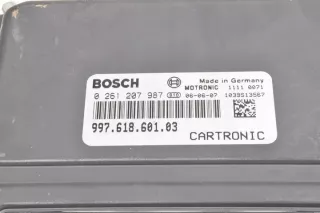 BOSCH Made in Germany
MOTRONIC 1111 0071
0 261 207 987 06-06-07 1033513567
997.618.601.03
CARTRONIC